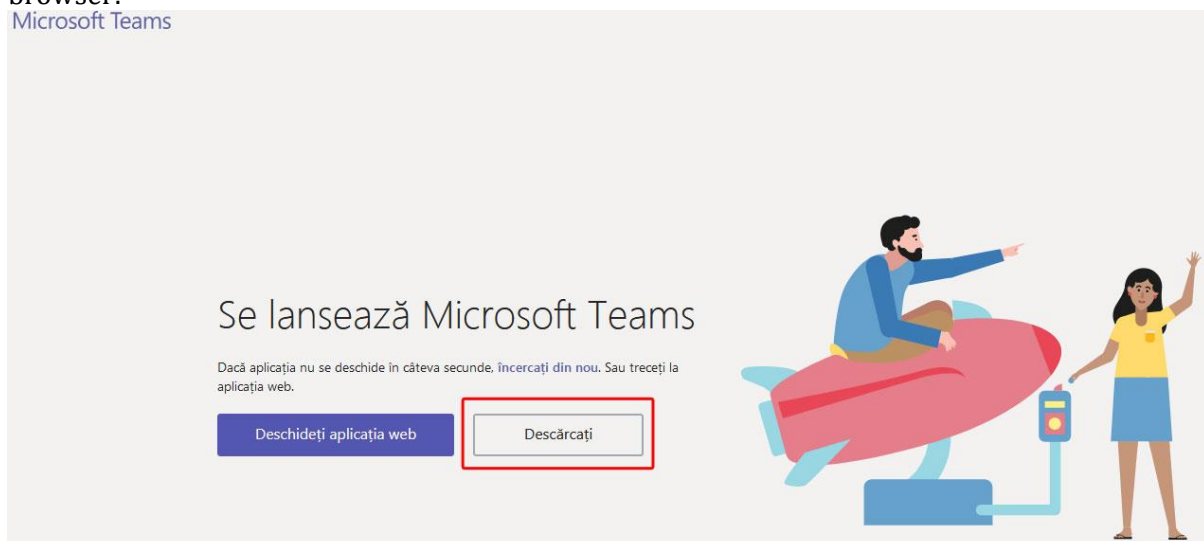 browser.
Microsoft Teams
Se lansează Microsoft Teams
Dacă aplicația nu se deschide în câteva secunde, încercați din nou. Sau treceți la
aplicația web.
Deschideți aplicația web
Descărcați